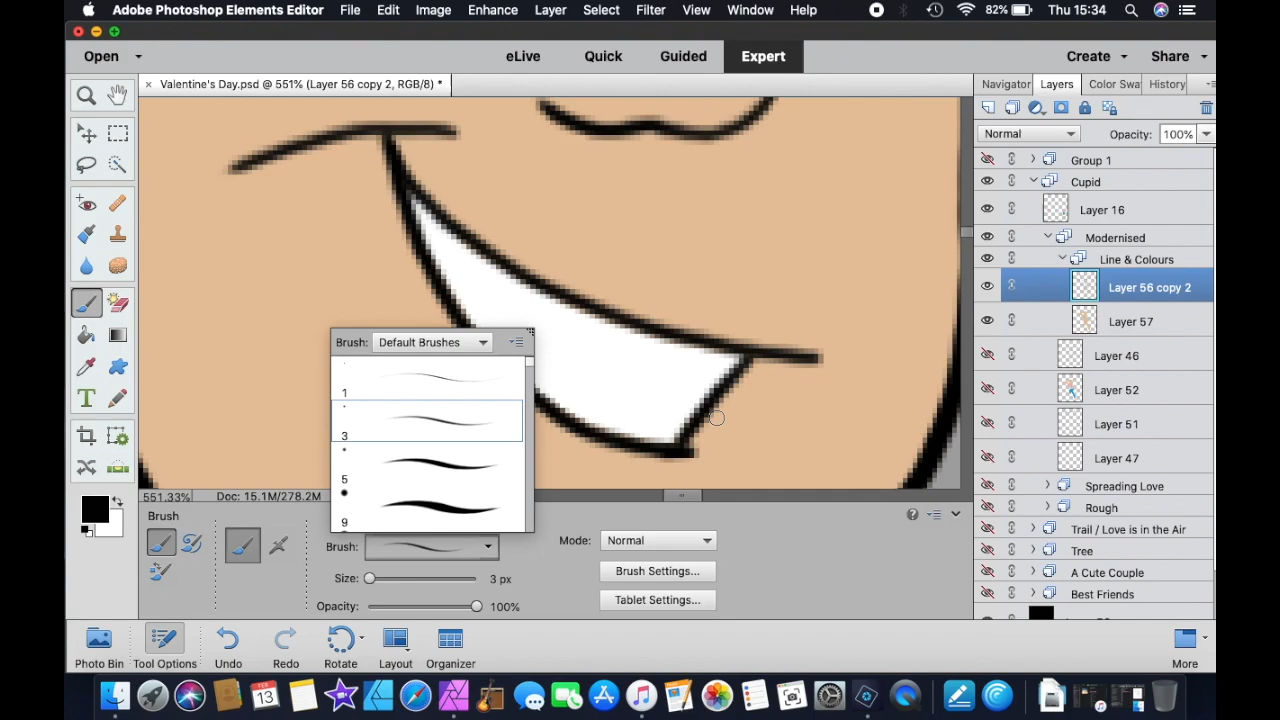 Adobe Photoshop Elements Editor File Edit Image Enhance Layer Select Filter View Window Help 82% Thu 15:34
Open eLive Quick Guided Expert Create Share
× Valentine's Day.psd @ 551% (Layer 56 copy 2, RGB/8) * Navigator Layers Color Swa History
Normal Opacity: 100%
Group 1
Cupid
Layer 16
Modernised
Line & Colours
Layer 56 copy 2
Layer 57
Layer 46
Layer 52
Layer 51
Layer 47
Spreading Love
Rough
Trail / Love is in the Air
Tree
A Cute Couple
Best Friends
Brush: Default Brushes
1
3
5
9
551.33% Doc: 15.1M/278.2M
Brush
Brush: Mode: Normal
Size: 3 px Brush Settings...
Opacity: 100% Tablet Settings...
T
Photo Bin Tool Options Undo Redo Rotate Layout Organizer More
FEB
13